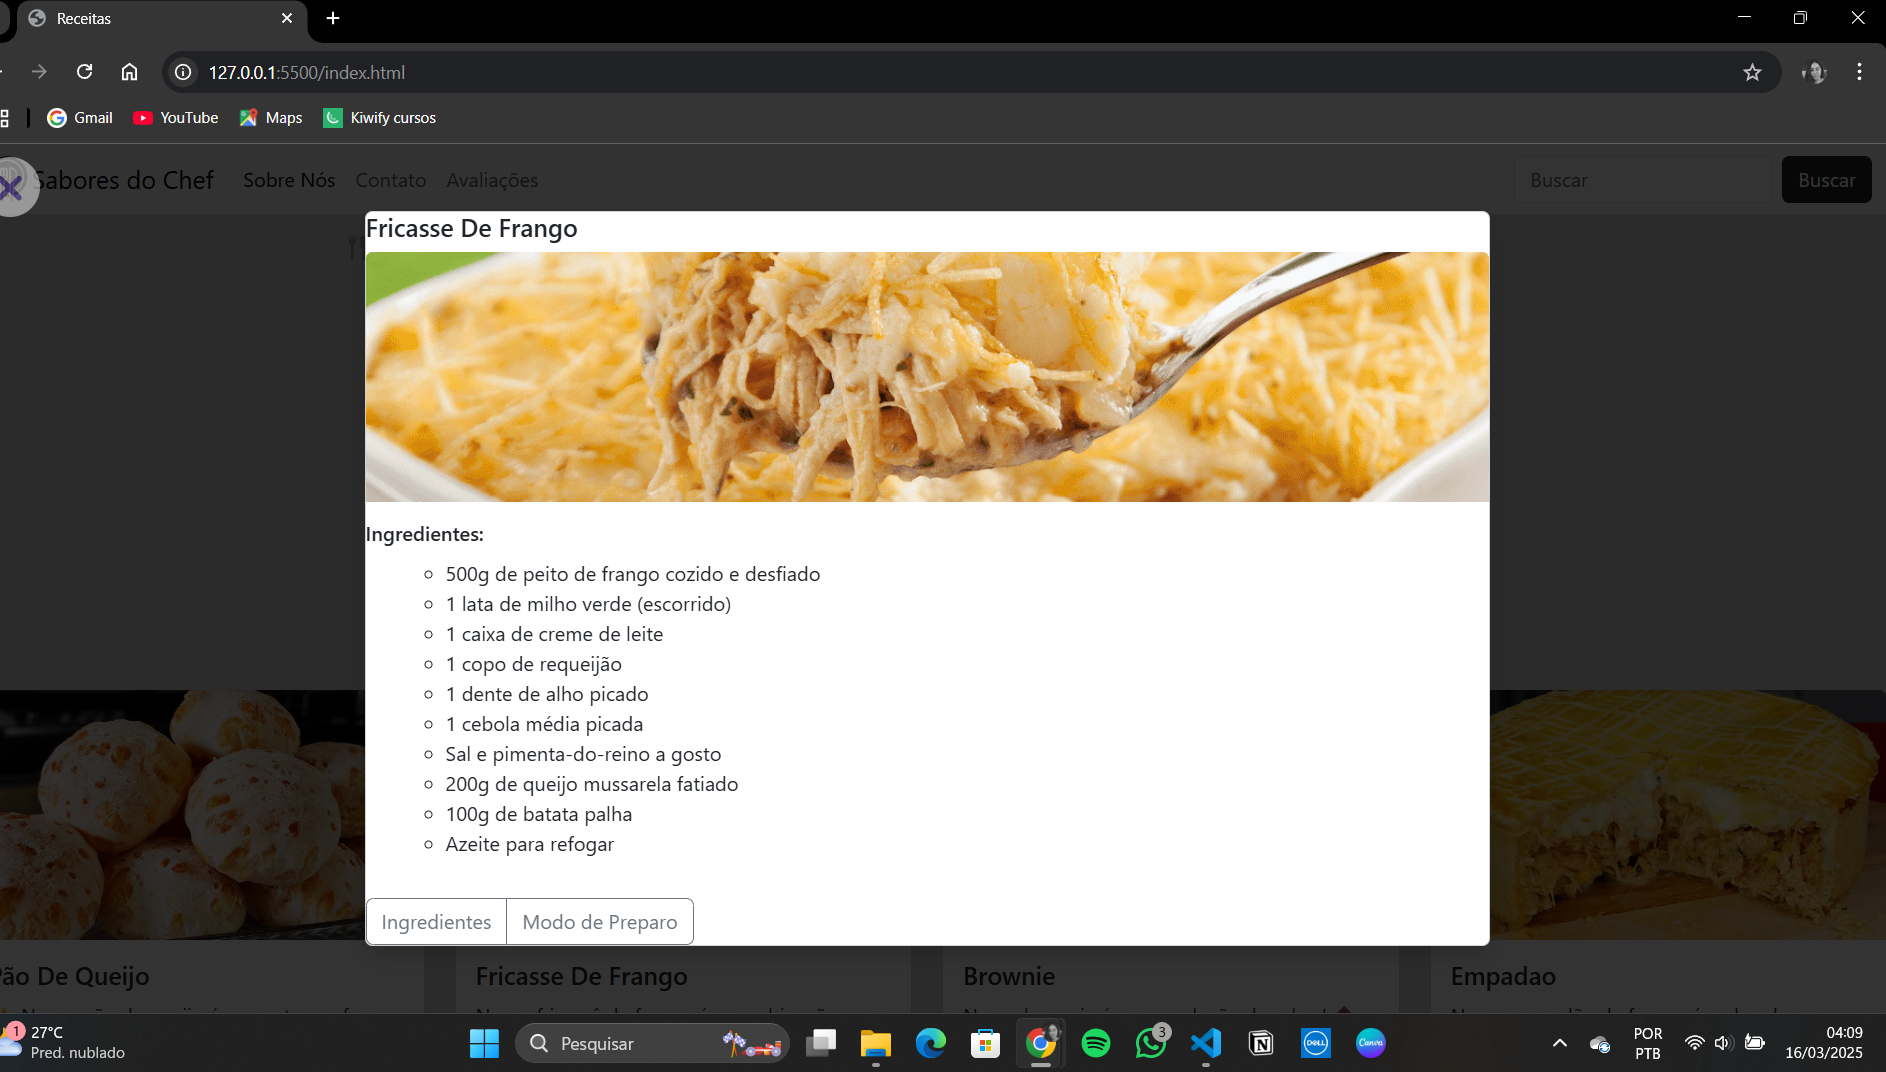 Receitas
127.0.0.1:5500/index.html
Gmail
YouTube
Maps
Kiwify cursos
Sabores do Chef
Sobre Nós
Contato
Avaliações
Buscar
Buscar
Fricasse De Frango
Ingredientes:
500g de peito de frango cozido e desfiado
1 lata de milho verde (escorrido)
1 caixa de creme de leite
1 copo de requeijão
1 dente de alho picado
1 cebola média picada
Sal e pimenta-do-reino a gosto
200g de queijo mussarela fatiado
100g de batata palha
Azeite para refogar
Ingredientes
Modo de Preparo
Pão De Queijo
Fricasse De Frango
Brownie
Empadao
1
27°C
Pred. nublado
Pesquisar
3
DELL
Canva
POR
PTB
04:09
16/03/2025